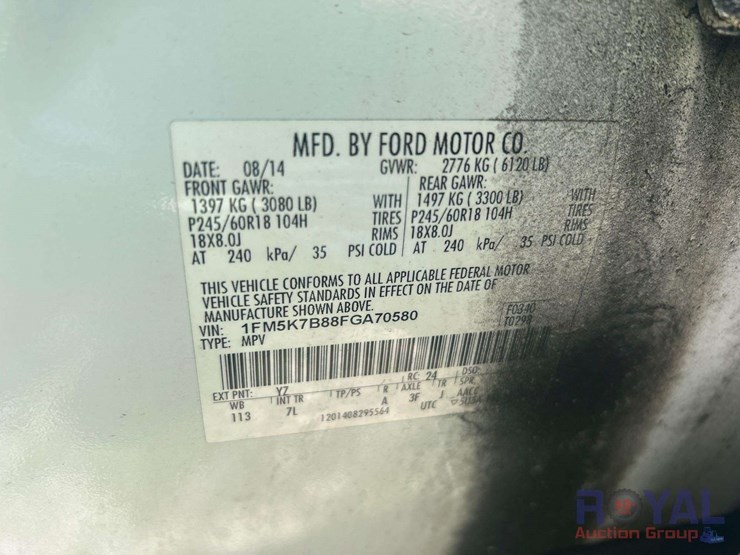 MFD. BY FORD MOTOR CO.
DATE: 08/14 GVWR: 2776 KG ( 6120 LB)
FRONT GAWR: REAR GAWR:
1397 KG ( 3080 LB) WITH 1497 KG ( 3300 LB) WITH
P245/60R18 104H TIRES P245/60R18 104H TIRES
18X8.0J RIMS 18X8.0J RIMS
AT 240 kPa/ 35 PSI COLD AT 240 kPa/ 35 PSI COLD
THIS VEHICLE CONFORMS TO ALL APPLICABLE FEDERAL MOTOR
VEHICLE SAFETY STANDARDS IN EFFECT ON THE DATE OF
MANUFACTURE SHOWN ABOVE.
VIN: 1FM5K7B88FGA70580 F0340
TYPE: MPV T0298
EXT PNT: Y7 RC: 24 DSO:
WB INT TR TP/PS R AXLE TR SPR
113 7L A 3F J AACC
1201408295564 UTC
ROYAL
Auction Group